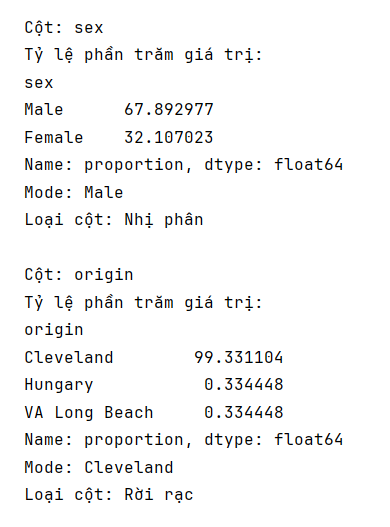 Cột: sex
Tỷ lệ phần trăm giá trị:
sex
Male      67.892977
Female    32.107023
Name: proportion, dtype: float64
Mode: Male
Loại cột: Nhị phân

Cột: origin
Tỷ lệ phần trăm giá trị:
origin
Cleveland        99.331104
Hungary           0.334448
VA Long Beach     0.334448
Name: proportion, dtype: float64
Mode: Cleveland
Loại cột: Rời rạc